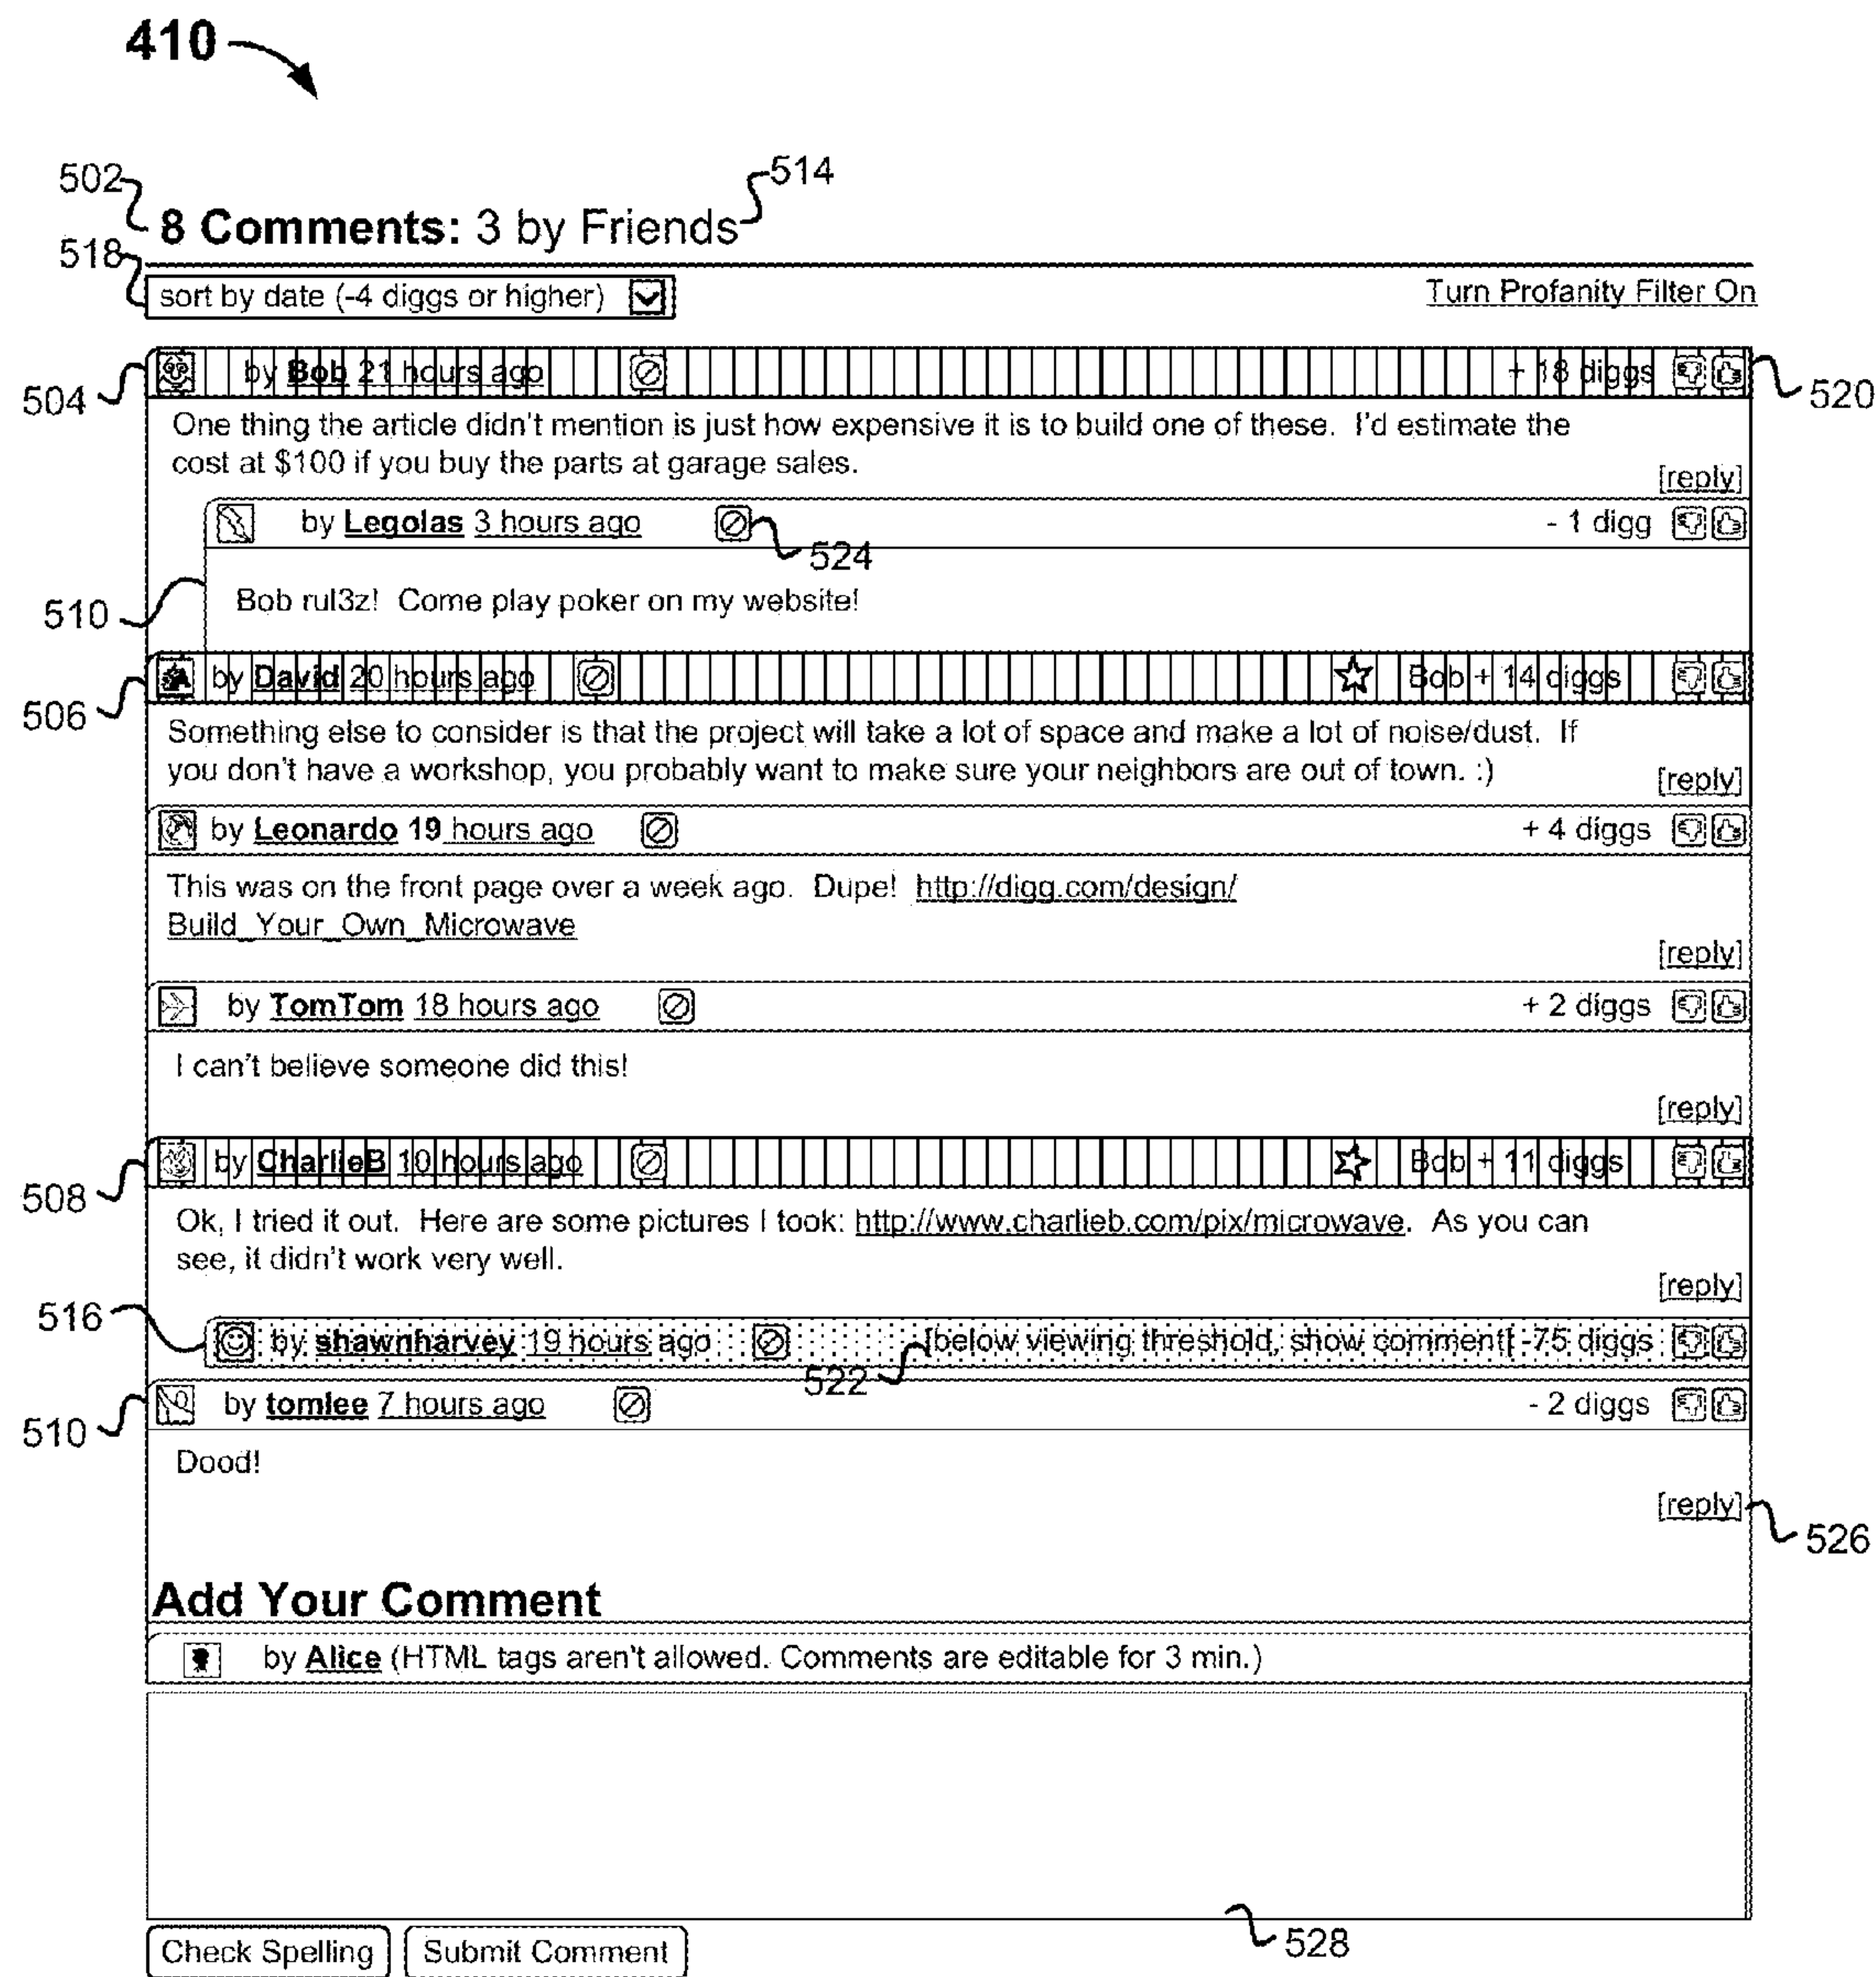 410
502
514
8 Comments: 3 by Friends
518
sort by date (-4 diggs or higher)
Turn Profanity Filter On
504
by Bob 21 hours ago
+ 18 diggs
520
One thing the article didn't mention is just how expensive it is to build one of these. I'd estimate the
cost at $100 if you buy the parts at garage sales.
[reply]
by Legolas 3 hours ago
- 1 digg
524
510
Bob rul3z! Come play poker on my website!
506
by David 20 hours ago
Bob + 14 diggs
Something else to consider is that the project will take a lot of space and make a lot of noise/dust. If
you don't have a workshop, you probably want to make sure your neighbors are out of town. :)
[reply]
by Leonardo 19 hours ago
+ 4 diggs
This was on the front page over a week ago. Dupe! http://digg.com/design/
Build_Your_Own_Microwave
[reply]
by TomTom 18 hours ago
+ 2 diggs
I can't believe someone did this!
[reply]
508
by CharlieB 10 hours ago
Bob + 11 diggs
Ok, I tried it out. Here are some pictures I took: http://www.charlieb.com/pix/microwave. As you can
see, it didn't work very well.
[reply]
516
by shawnharvey 19 hours ago
[below viewing threshold, show comment[ -75 diggs
522
510
by tomlee 7 hours ago
- 2 diggs
Dood!
[reply]
526
Add Your Comment
by Alice (HTML tags aren't allowed. Comments are editable for 3 min.)
528
Check Spelling
Submit Comment